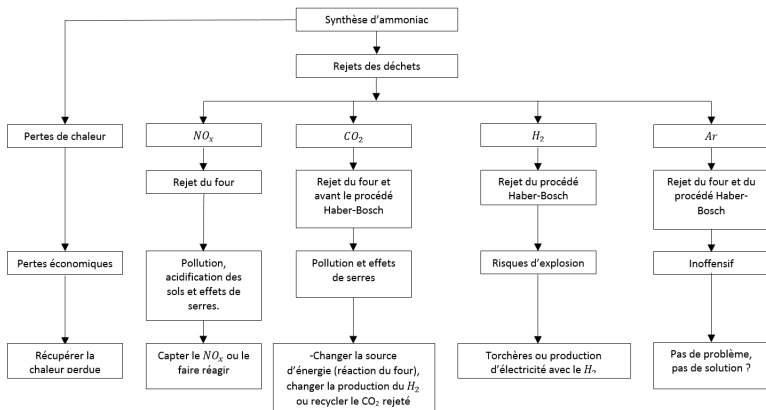 Synthèse d'ammoniac
Rejets des déchets
Pertes de chaleur
NOₓ
CO₂
H₂
Ar
Rejet du four
Rejet du four et
avant le procédé
Haber-Bosch
Rejet du procédé
Haber-Bosch
Rejet du four et du
procédé Haber-
Bosch
Pertes économiques
Pollution,
acidification des
sols et effets de
serres.
Pollution et effets
de serres
Risques d'explosion
Inoffensif
Récupérer la
chaleur perdue
Capter le NOₓ ou le
faire réagir
-Changer la source
d'énergie (réaction du four),
changer la production du H₂
ou recycler le CO₂ rejeté
Torchères ou production
d'électricité avec le H₂
Pas de problème,
pas de solution ?